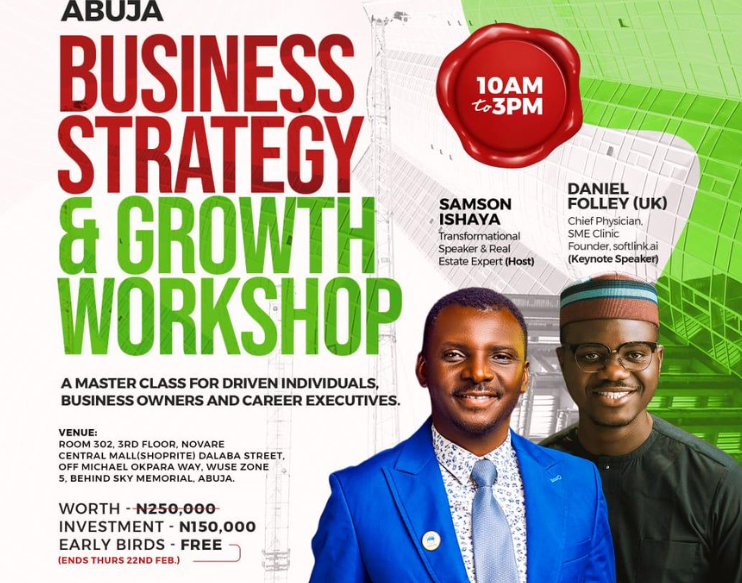 ABUJA
BUSINESS
STRATEGY
& GROWTH
WORKSHOP
10AM
to 3PM
SAMSON
ISHAYA
Transformational
Speaker & Real
Estate Expert (Host)
DANIEL
FOLLEY (UK)
Chief Physician,
SME Clinic
Founder, softlink.ai
(Keynote Speaker)
A MASTER CLASS FOR DRIVEN INDIVIDUALS,
BUSINESS OWNERS AND CAREER EXECUTIVES.
VENUE:
ROOM 302, 3RD FLOOR, NOVARE
CENTRAL MALL(SHOPRITE) DALABA STREET,
OFF MICHAEL OKPARA WAY, WUSE ZONE
5, BEHIND SKY MEMORIAL, ABUJA.
WORTH - N250,000
INVESTMENT - N150,000
EARLY BIRDS - FREE
(ENDS THURS 22ND FEB.)